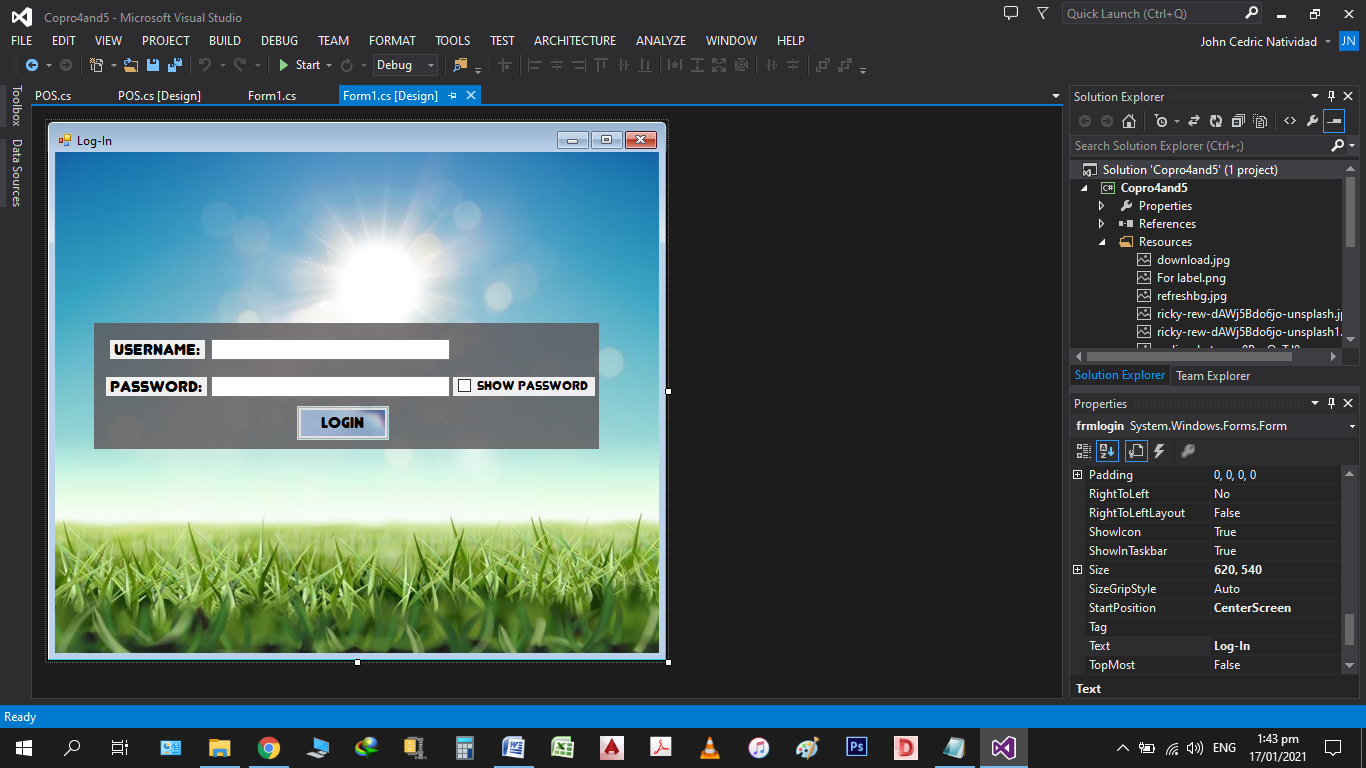 Copro4and5 - Microsoft Visual Studio
Quick Launch (Ctrl+Q)
FILE EDIT VIEW PROJECT BUILD DEBUG TEAM FORMAT TOOLS TEST ARCHITECTURE ANALYZE WINDOW HELP
John Cedric Natividad JN
Start Debug
Toolbox
Data Sources
POS.cs POS.cs [Design] Form1.cs Form1.cs [Design]
Log-In
USERNAME:
PASSWORD: SHOW PASSWORD
LOGIN
Solution Explorer
Search Solution Explorer (Ctrl+;)
Solution 'Copro4and5' (1 project)
C# Copro4and5
Properties
References
Resources
download.jpg
For label.png
refreshbg.jpg
ricky-rew-dAWj5Bdo6jo-unsplash.j
ricky-rew-dAWj5Bdo6jo-unsplash1.
Solution Explorer Team Explorer
Properties
frmlogin System.Windows.Forms.Form
Padding 0, 0, 0, 0
RightToLeft No
RightToLeftLayout False
ShowIcon True
ShowInTaskbar True
Size 620, 540
SizeGripStyle Auto
StartPosition CenterScreen
Tag
Text Log-In
TopMost False
Text
Ready
Ps
ENG
1:43 pm
17/01/2021